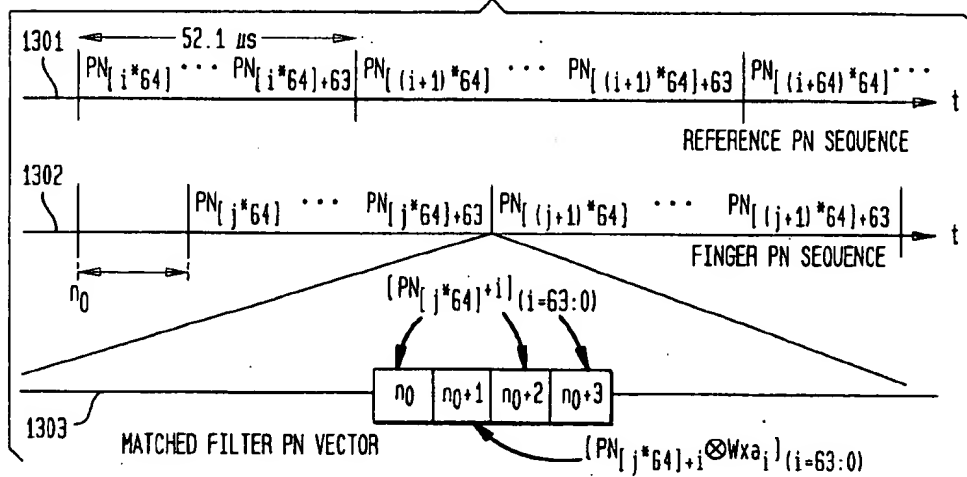 1301
52.1 µs
PN[i*64] ··· PN[i*64]+63 PN[(i+1)*64] ··· PN[(i+1)*64]+63 PN[(i+64)*64] ···
t
REFERENCE PN SEQUENCE
1302
PN[j*64] ··· PN[j*64]+63 PN[(j+1)*64] ··· PN[(j+1)*64]+63
t
FINGER PN SEQUENCE
n0
[PN[j*64]+i](i=63:0)
n0 n0+1 n0+2 n0+3
1303
MATCHED FILTER PN VECTOR
[PN[j*64]+i⊗Wxai](i=63:0)